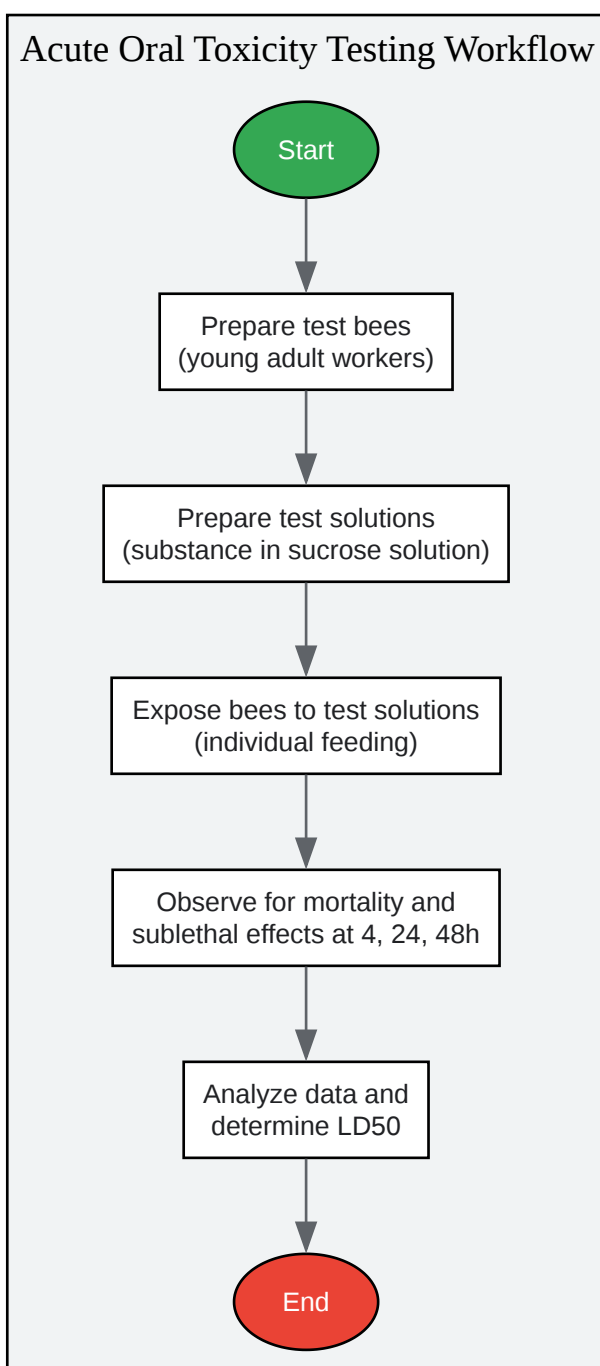 Acute Oral Toxicity Testing Workflow
Start
Prepare test bees
(young adult workers)
Prepare test solutions
(substance in sucrose solution)
Expose bees to test solutions
(individual feeding)
Observe for mortality and
sublethal effects at 4, 24, 48h
Analyze data and
determine LD50
End